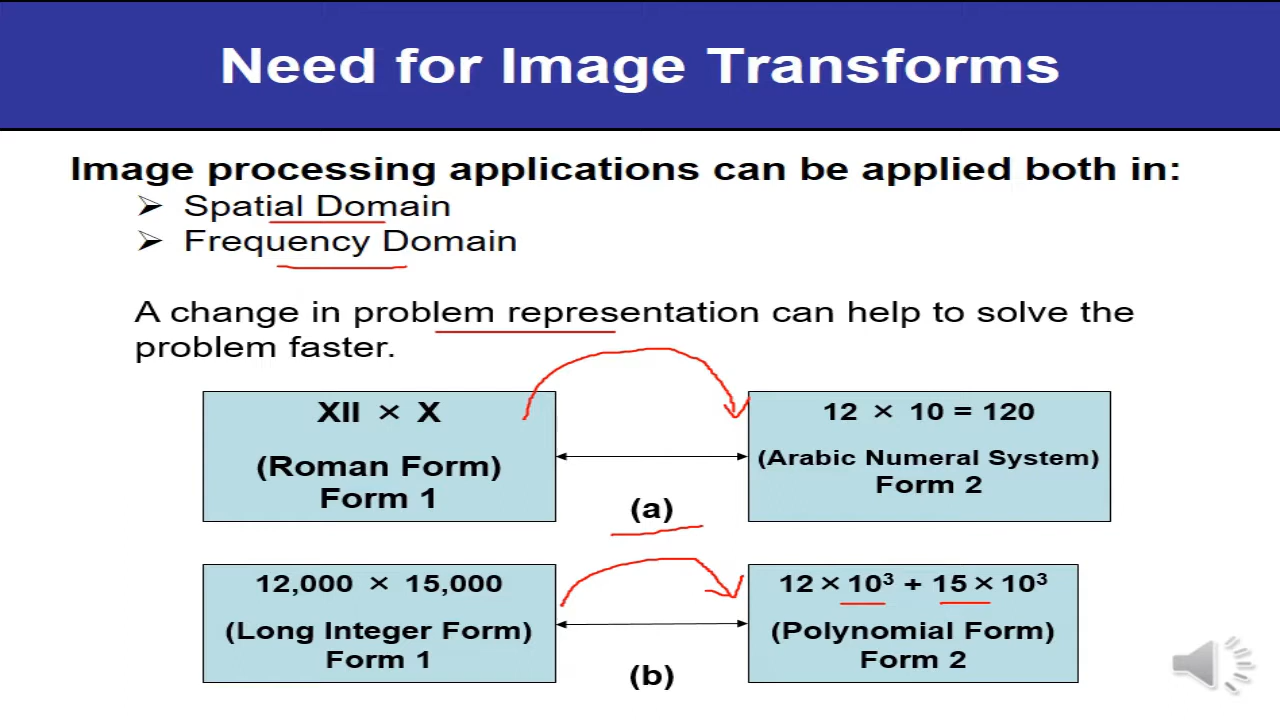 Need for Image Transforms
Image processing applications can be applied both in:
➢ Spatial Domain
➢ Frequency Domain
A change in problem representation can help to solve the
problem faster.
XII × X
(Roman Form)
Form 1
12 × 10 = 120
(Arabic Numeral System)
Form 2
(a)
12,000 × 15,000
(Long Integer Form)
Form 1
12 × 10³ + 15 × 10³
(Polynomial Form)
Form 2
(b)